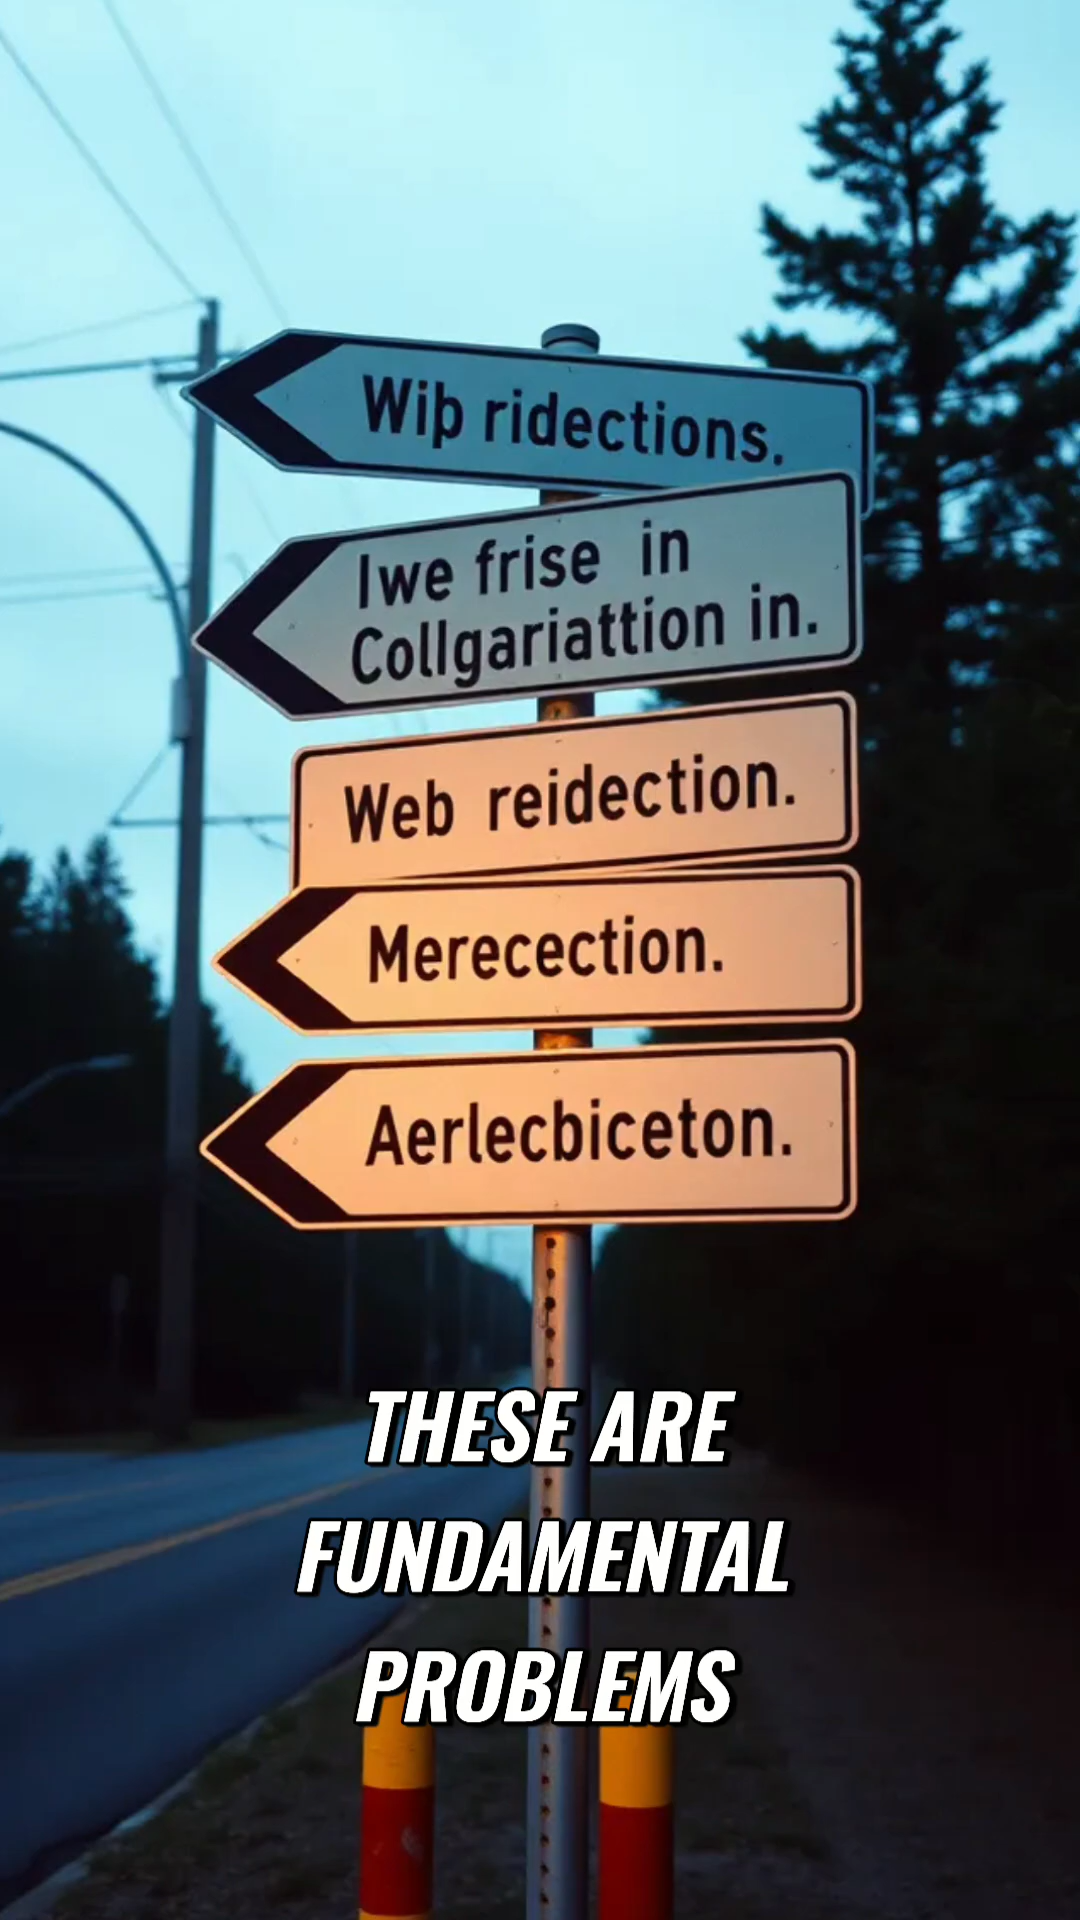 Wiþ ridections.
Iwe frise in
Collgariattion in.
Web reidection.
Merecection.
Aerlecbiceton.
THESE ARE
FUNDAMENTAL
PROBLEMS